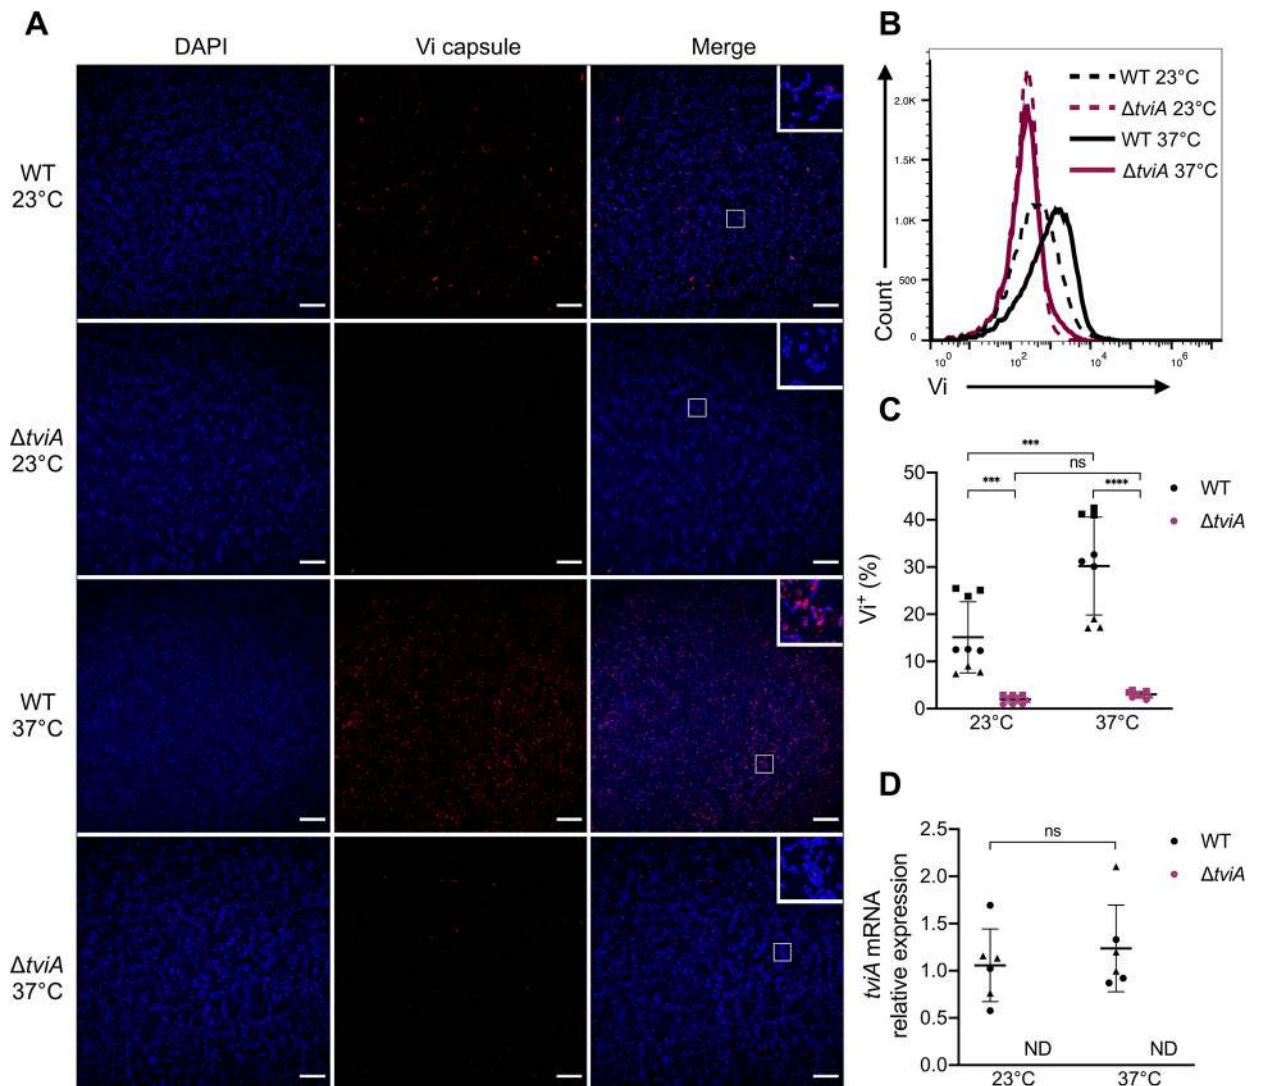 A
DAPI
Vi capsule
Merge
WT
23°C
ΔtviA
23°C
WT
37°C
ΔtviA
37°C
B
WT 23°C
ΔtviA 23°C
WT 37°C
ΔtviA 37°C
2.0K
1.5K
1.0K
500
0
Count
10⁰
10²
10⁴
10⁶
Vi
C
***
ns
***
****
50
40
30
20
10
0
Vi⁺ (%)
WT
ΔtviA
23°C
37°C
D
ns
2.5
2.0
1.5
1.0
0.5
0.0
tviA mRNA
relative expression
WT
ΔtviA
ND
ND
23°C
37°C